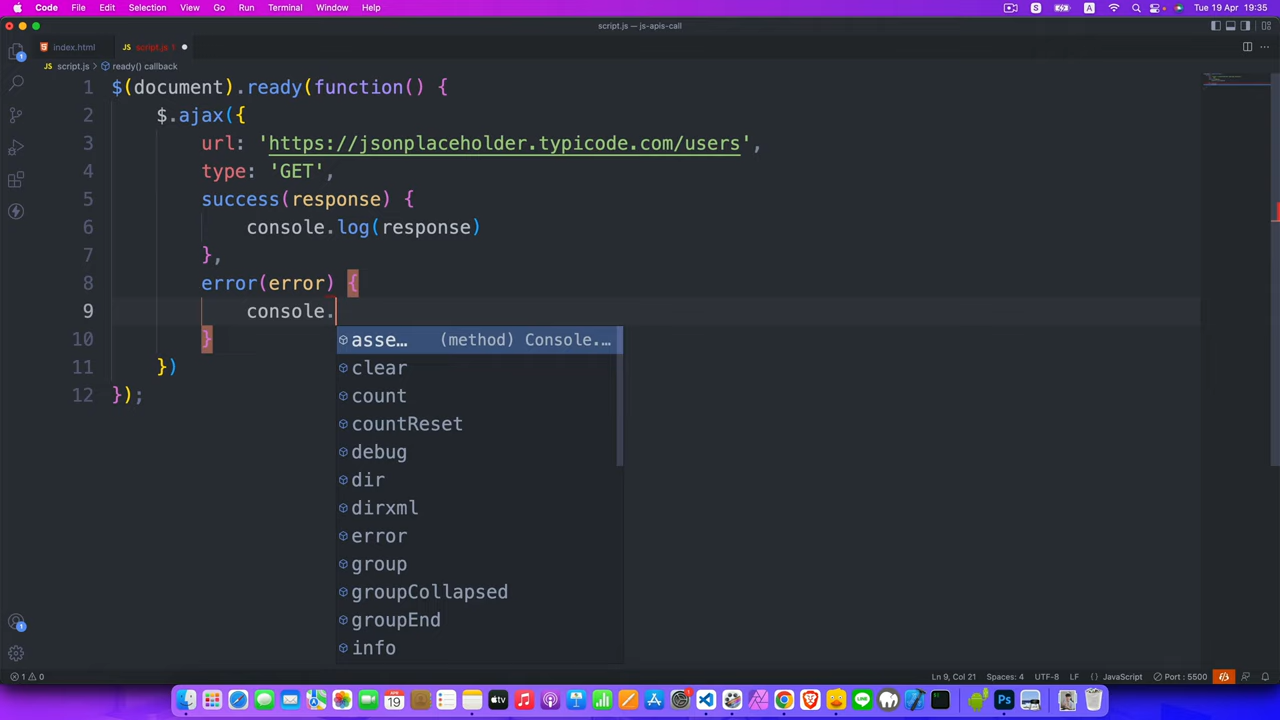 Code File Edit Selection View Go Run Terminal Window Help Tue 19 Apr 19:35
script.js — js-apis-call
index.html JS script.js 1
JS script.js > ready() callback
1 $(document).ready(function() {
2 $.ajax({
3 url: 'https://jsonplaceholder.typicode.com/users',
4 type: 'GET',
5 success(response) {
6 console.log(response)
7 },
8 error(error) {
9 console.
10 }
11 })
12 });
asse… (method) Console.…
clear
count
countReset
debug
dir
dirxml
error
group
groupCollapsed
groupEnd
info
1 0 Ln 9, Col 21 Spaces: 4 UTF-8 LF {} JavaScript Port : 5500